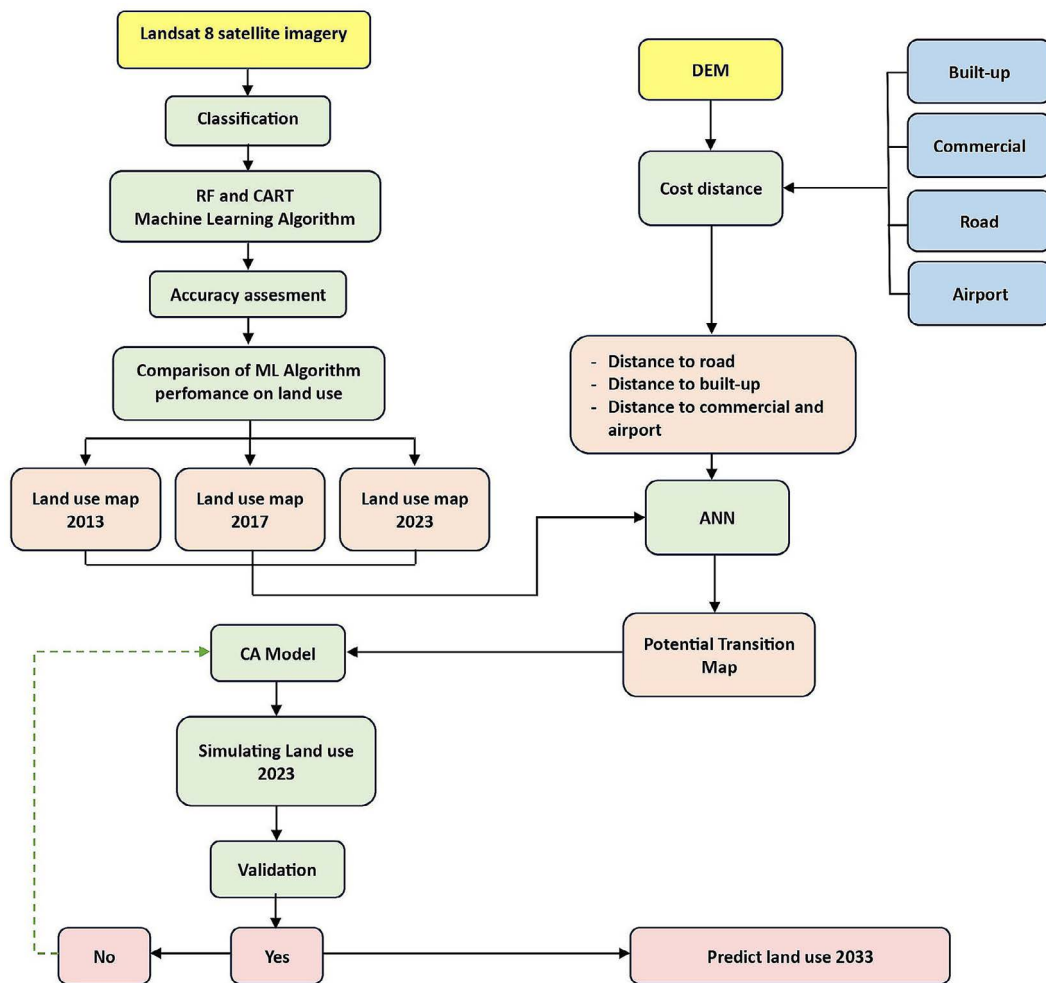 Landsat 8 satellite imagery
Classification
RF and CART
Machine Learning Algorithm
Accuracy assesment
Comparison of ML Algorithm
perfomance on land use
Land use map
2013
Land use map
2017
Land use map
2023
DEM
Cost distance
Built-up
Commercial
Road
Airport
- Distance to road
- Distance to built-up
- Distance to commercial and
airport
ANN
Potential Transition
Map
CA Model
Simulating Land use
2023
Validation
No
Yes
Predict land use 2033